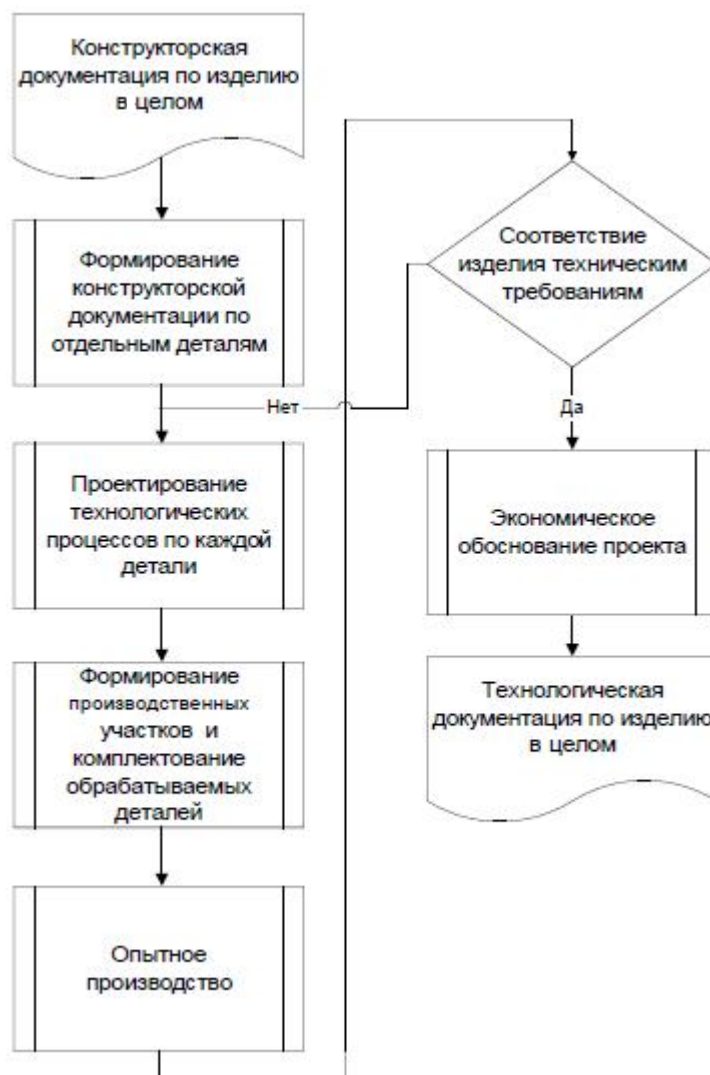 Конструкторская
документация по изделию
в целом
Формирование
конструкторской
документации по
отдельным деталям
Проектирование
технологических
процессов по каждой
детали
Формирование
производственных
участков и
комплектование
обрабатываемых
деталей
Опытное
производство
Соответствие
изделия техническим
требованиям
Нет
Да
Экономическое
обоснование проекта
Технологическая
документация по изделию
в целом